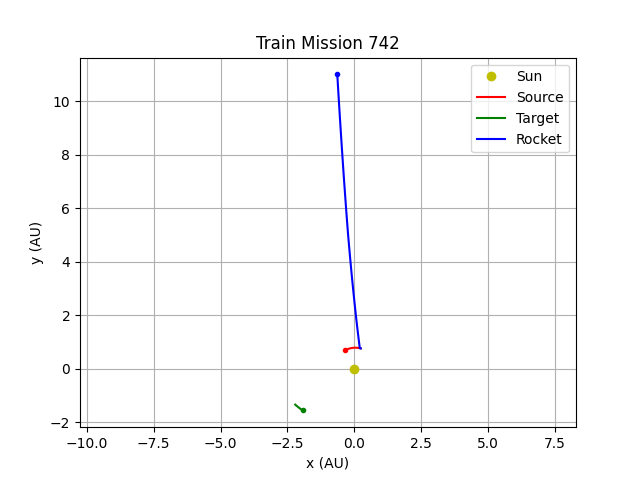 Train Mission 742
Sun
Source
Target
Rocket
10
8
6
4
2
0
−2
y (AU)
−10.0 −7.5 −5.0 −2.5 0.0 2.5 5.0 7.5
x (AU)